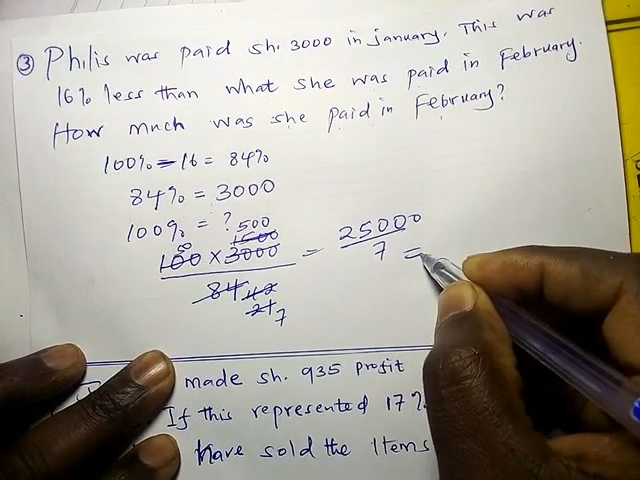 ③ Philis was paid sh. 3000 in january. This was
16% less than what she was paid in February.
How much was she paid in February?
100% - 16 = 84%
84% = 3000
100% = ?
500
1500
100 x 3000 = 25000 =
84 42 7
21 7
made sh. 935 profit
If this represented 17%
have sold the Items